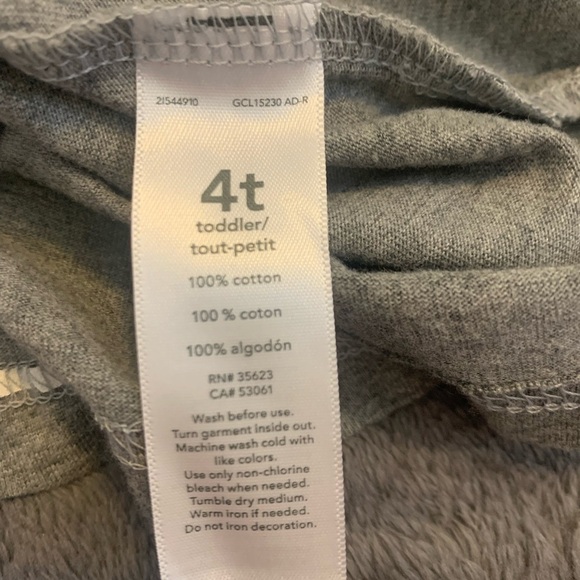 21544910 GCL15230 AD-R
4t
toddler/
tout-petit
100% cotton
100 % coton
100% algodón
RN# 35623
CA# 53061
Wash before use.
Turn garment inside out.
Machine wash cold with
like colors.
Use only non-chlorine
bleach when needed.
Tumble dry medium.
Warm iron if needed.
Do not iron decoration.